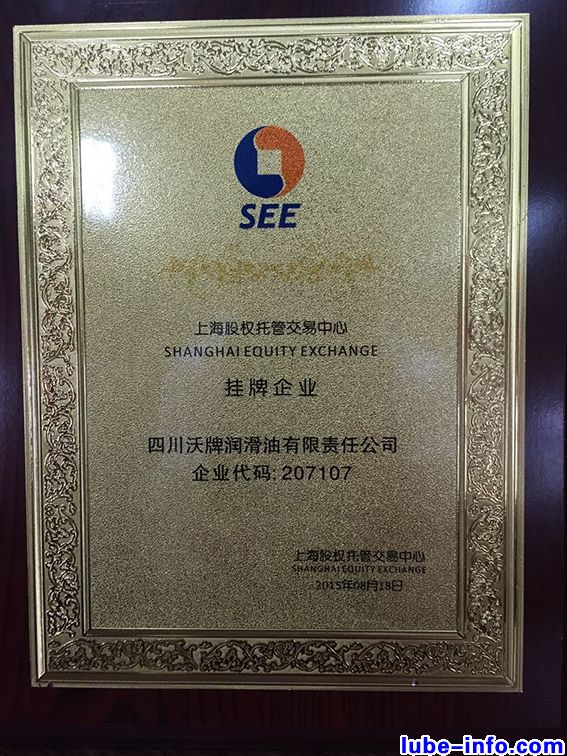 SEE
上海股权托管交易中心
SHANGHAI EQUITY EXCHANGE
挂牌企业
四川沃牌润滑油有限责任公司
企业代码: 207107
上海股权托管交易中心
SHANGHAI EQUITY EXCHANGE
2015年08月18日
lube-info.com